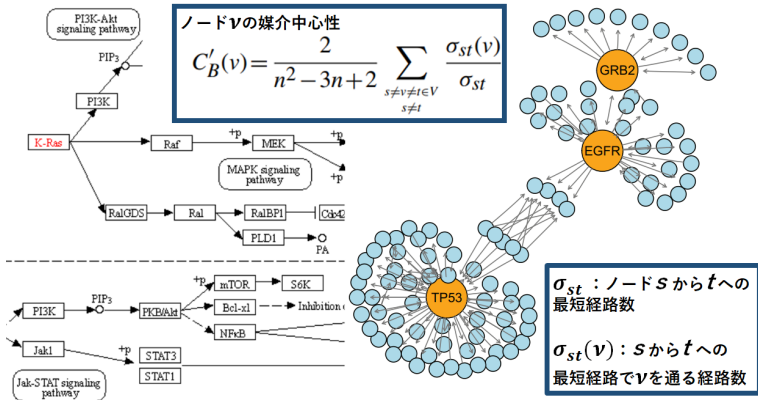 PI3K-Akt
signaling pathway
PIP3
PI3K
K-Ras
Raf
+p
MEK
+p
+p
MAPK signaling
pathway
RalGDS
Ral
RalBP1
Cdc42
PLD1
PA
PI3K
PIP3
PKB/Akt
+p
mTOR
S6K
Bcl-xl
Inhibition
NFκB
Jak1
+p
STAT3
STAT1
Jak-STAT signaling
pathway
ノードνの媒介中心性
C′B(v) = 2 / (n² − 3n + 2) ∑ s≠v≠t∈V s≠t σst(v) / σst
GRB2
EGFR
TP53
σst：ノードsからtへの
最短経路数
σst(ν)：sからtへの
最短経路でνを通る経路数